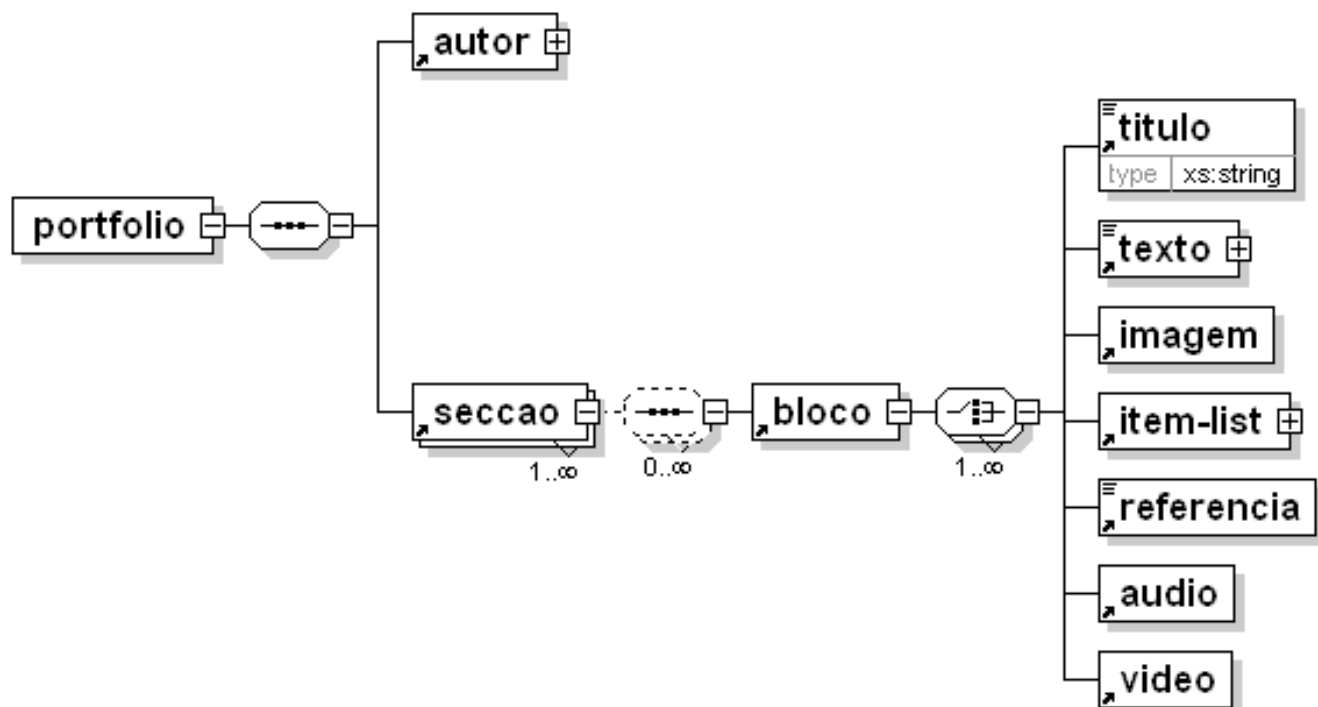 autor
titulo
type xs:string
portfolio
texto
imagem
seccao
bloco
item-list
1..∞
0..∞
1..∞
referencia
audio
video